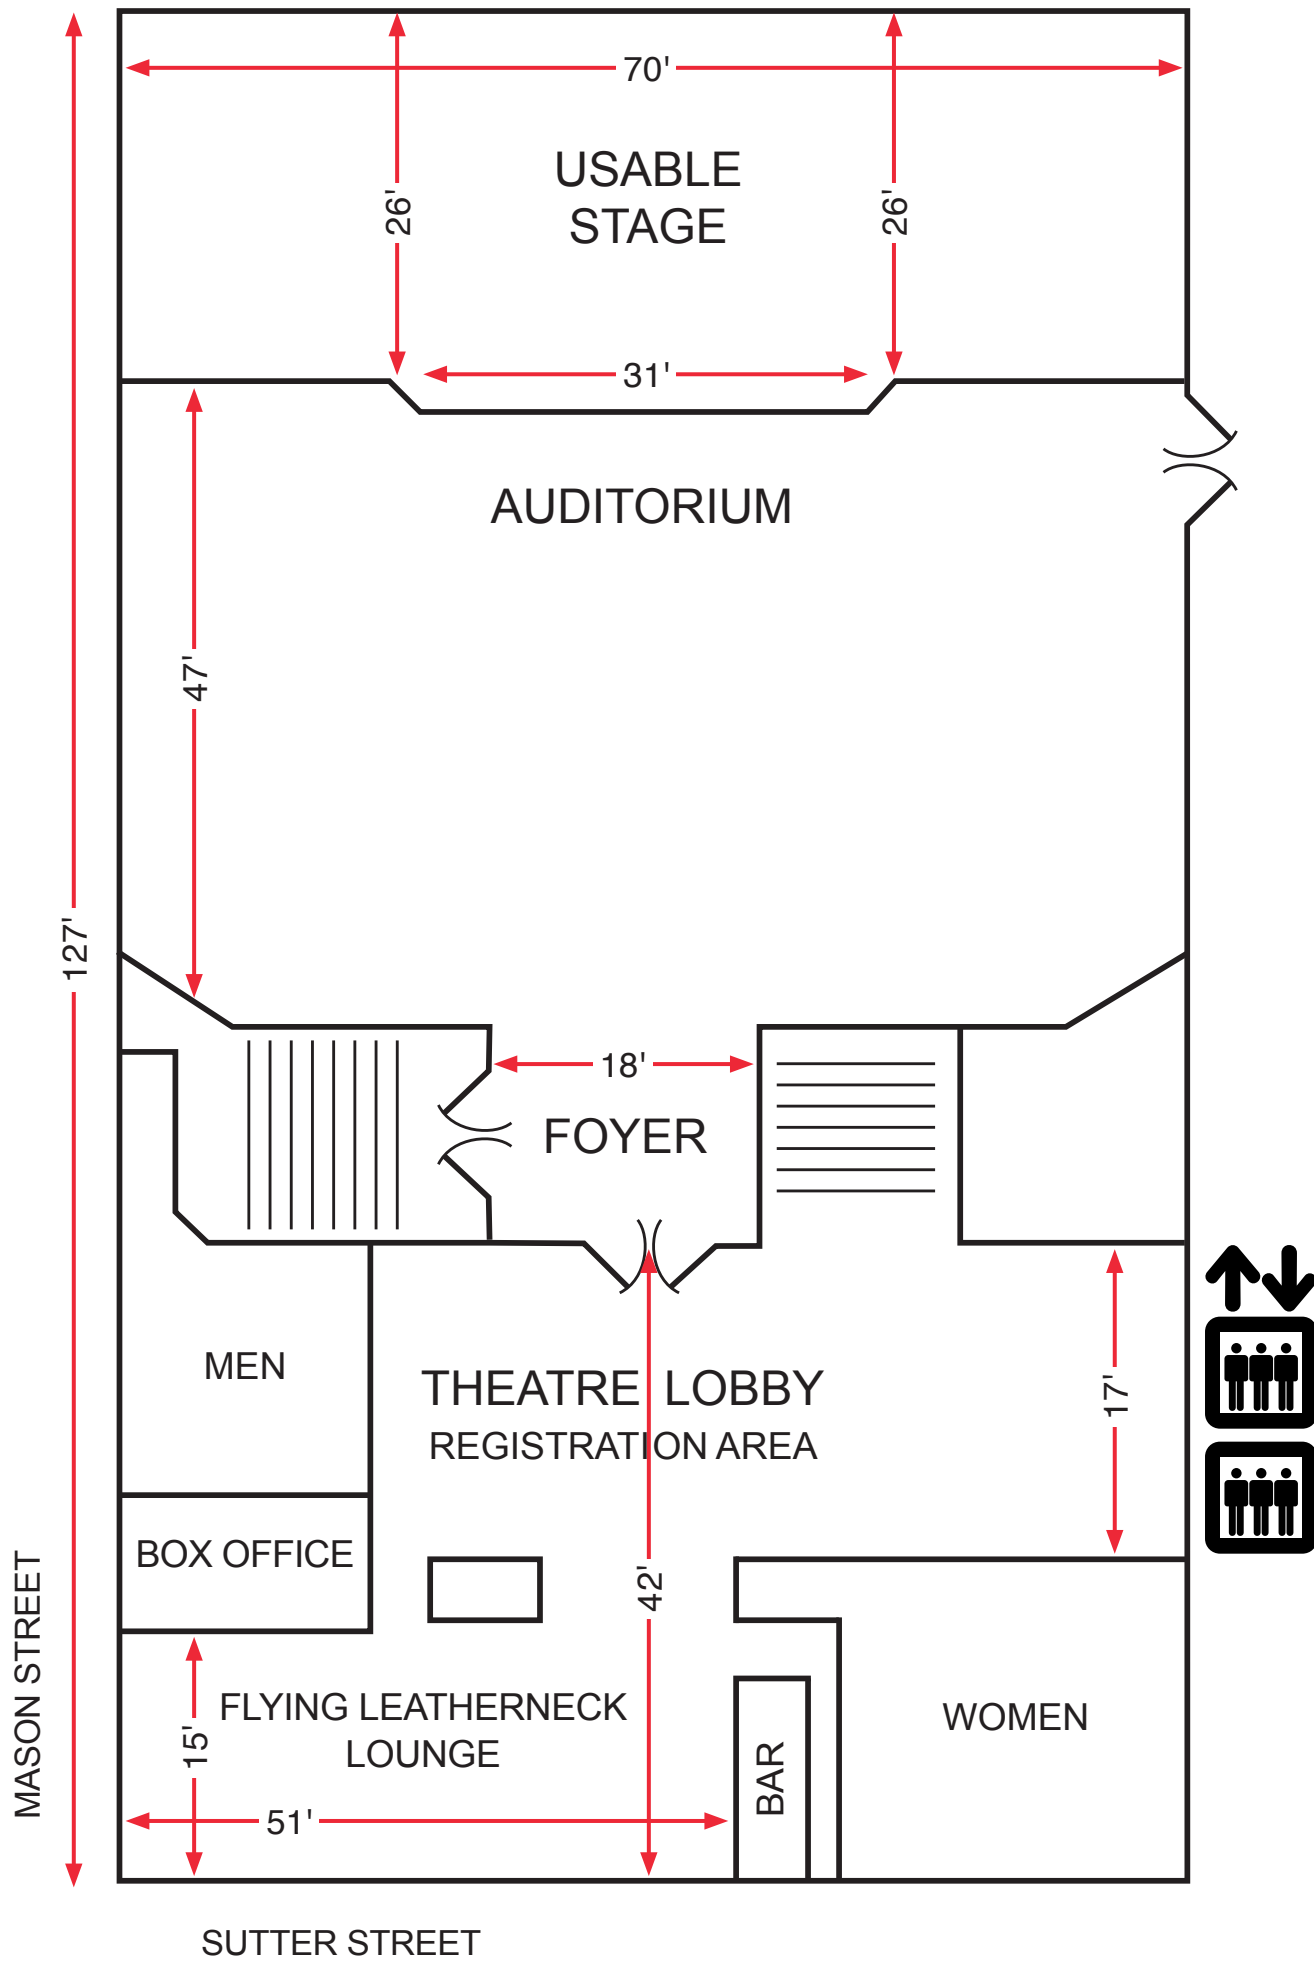 70'
USABLE
STAGE
26'
26'
31'
AUDITORIUM
47'
127'
18'
FOYER
MEN
THEATRE LOBBY
REGISTRATION AREA
17'
BOX OFFICE
42'
MASON STREET
FLYING LEATHERNECK
LOUNGE
15'
WOMEN
BAR
51'
SUTTER STREET